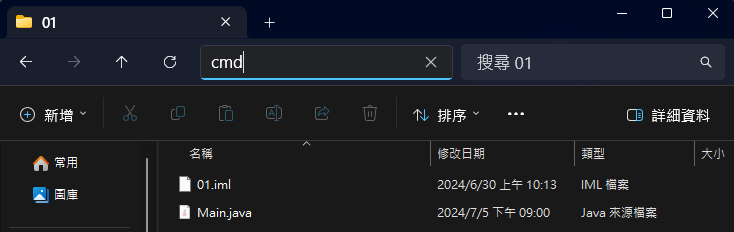 01
cmd
搜尋 01
新增
排序
詳細資料
名稱 修改日期 類型 大小
常用
圖庫
01.iml 2024/6/30 上午 10:13 IML 檔案
Main.java 2024/7/5 下午 09:00 Java 來源檔案